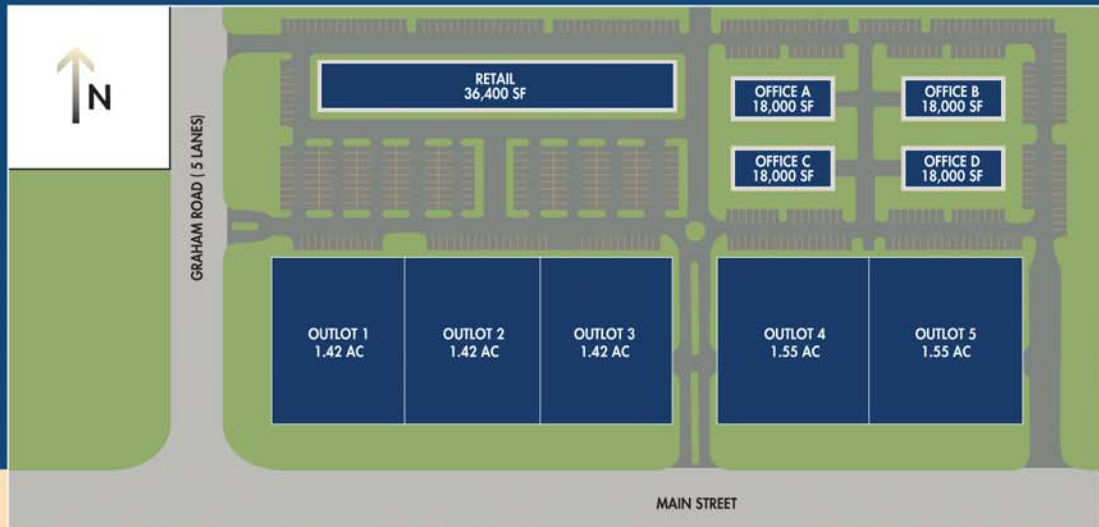 N
GRAHAM ROAD ( 5 LANES)
RETAIL
36,400 SF
OFFICE A
18,000 SF
OFFICE B
18,000 SF
OFFICE C
18,000 SF
OFFICE D
18,000 SF
OUTLOT 1
1.42 AC
OUTLOT 2
1.42 AC
OUTLOT 3
1.42 AC
OUTLOT 4
1.55 AC
OUTLOT 5
1.55 AC
MAIN STREET